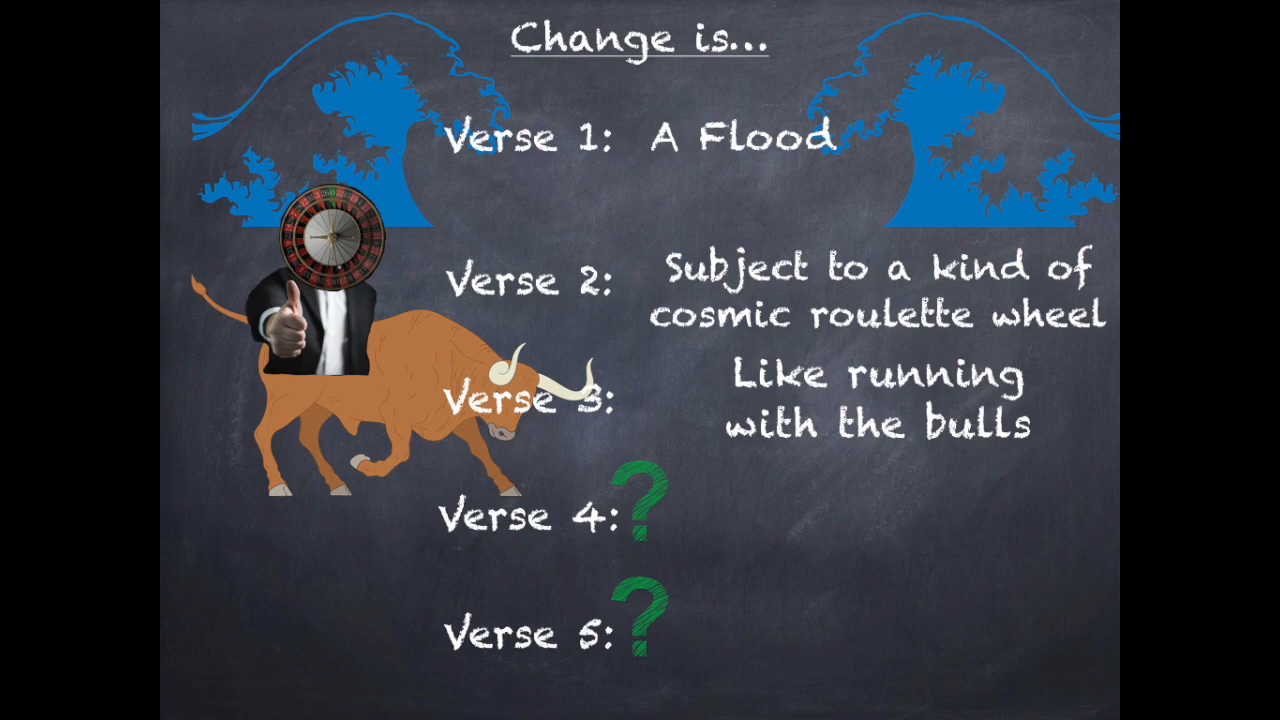 Change is...
Verse 1: A Flood
Verse 2: Subject to a kind of
cosmic roulette wheel
Verse 3: Like running
with the bulls
Verse 4: ?
Verse 5: ?